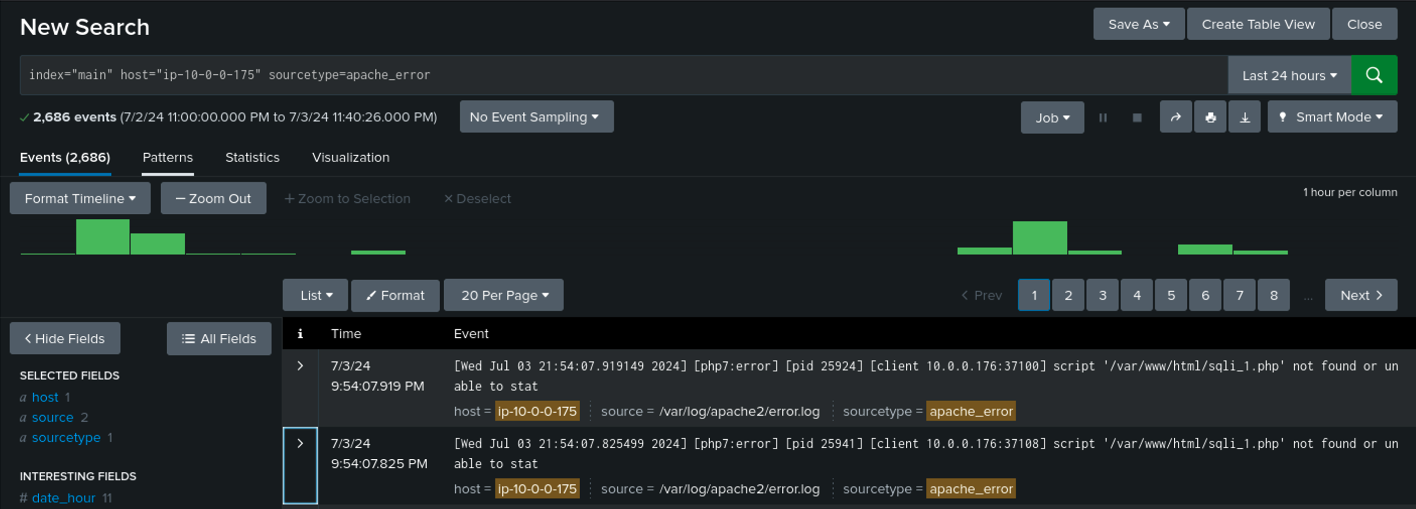 New Search
Save As
Create Table View
Close
index="main" host="ip-10-0-0-175" sourcetype=apache_error
Last 24 hours
2,686 events (7/2/24 11:00:00.000 PM to 7/3/24 11:40:26.000 PM)
No Event Sampling
Job
Smart Mode
Events (2,686)
Patterns
Statistics
Visualization
Format Timeline
— Zoom Out
+ Zoom to Selection
× Deselect
1 hour per column
List
Format
20 Per Page
< Prev
1
2
3
4
5
6
7
8
...
Next >
< Hide Fields
All Fields
i
Time
Event
SELECTED FIELDS
a host 1
a source 2
a sourcetype 1
INTERESTING FIELDS
# date_hour 11
>
7/3/24
9:54:07.919 PM
[Wed Jul 03 21:54:07.919149 2024] [php7:error] [pid 25924] [client 10.0.0.176:37100] script '/var/www/html/sqli_1.php' not found or un
able to stat
host = ip-10-0-0-175 source = /var/log/apache2/error.log sourcetype = apache_error
>
7/3/24
9:54:07.825 PM
[Wed Jul 03 21:54:07.825499 2024] [php7:error] [pid 25941] [client 10.0.0.176:37108] script '/var/www/html/sqli_1.php' not found or un
able to stat
host = ip-10-0-0-175 source = /var/log/apache2/error.log sourcetype = apache_error